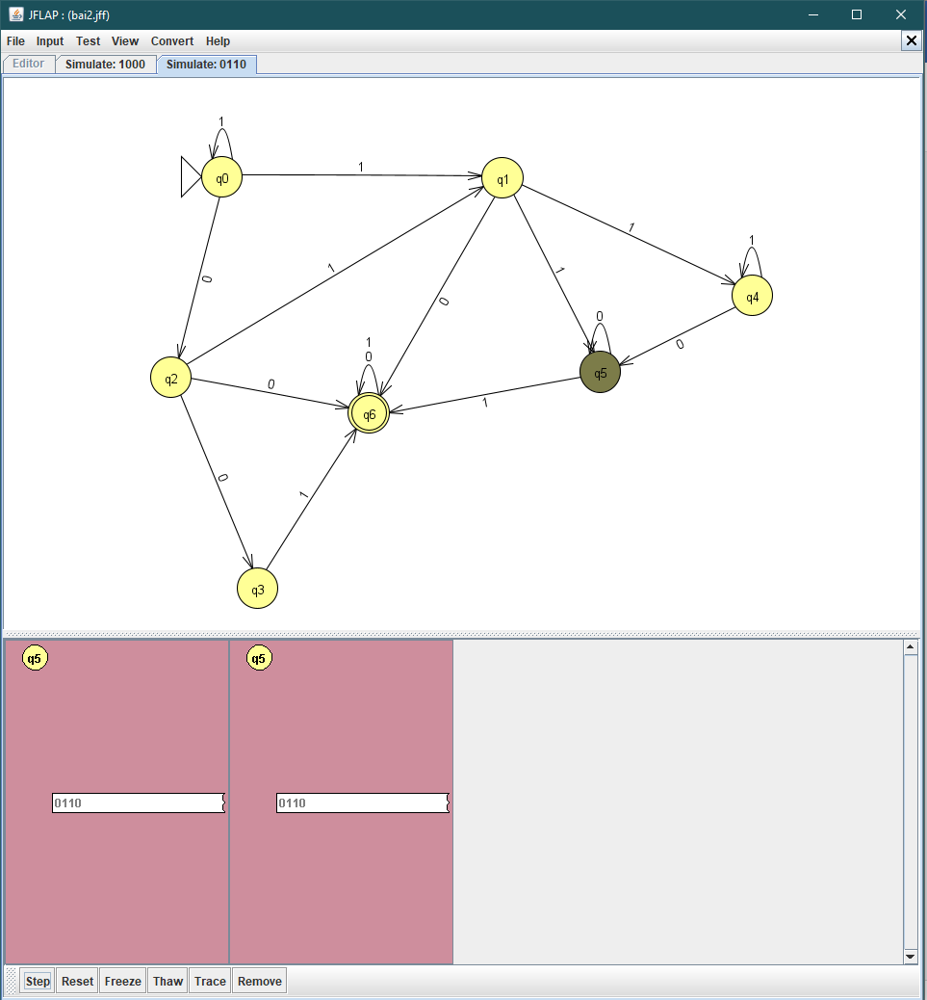 JFLAP : (bai2.jff)
File Input Test View Convert Help
Editor Simulate: 1000 Simulate: 0110
1
q0
1
q1
1
1
q4
0
1
1
0
1
0
q5
0
1
q2
0
1
0
q6
0
1
q3
q5
0110
q5
0110
Step Reset Freeze Thaw Trace Remove